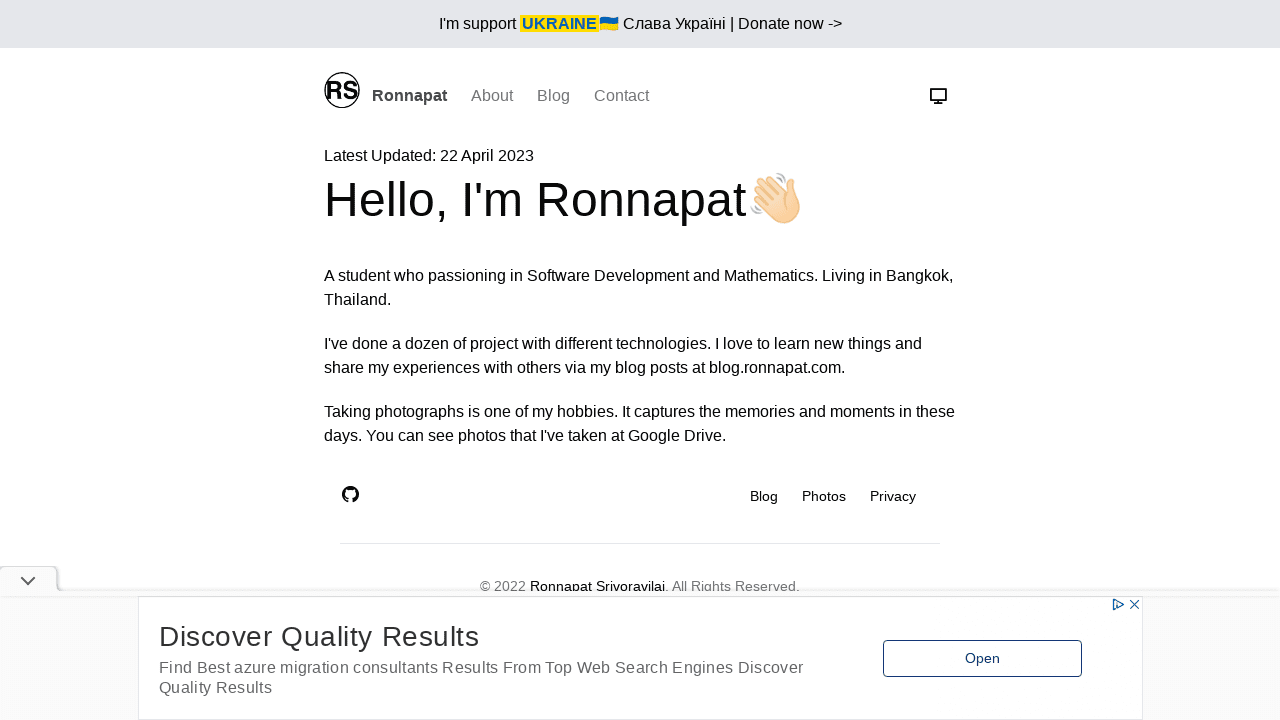 I'm support UKRAINE🇺🇦 Слава Україні | Donate now ->
RS Ronnapat About Blog Contact
Latest Updated: 22 April 2023
Hello, I'm Ronnapat👋🏻
A student who passioning in Software Development and Mathematics. Living in Bangkok,
Thailand.
I've done a dozen of project with different technologies. I love to learn new things and
share my experiences with others via my blog posts at blog.ronnapat.com.
Taking photographs is one of my hobbies. It captures the memories and moments in these
days. You can see photos that I've taken at Google Drive.
Blog Photos Privacy
© 2022 Ronnapat Srivoravilai. All Rights Reserved.
Discover Quality Results
Find Best azure migration consultants Results From Top Web Search Engines Discover
Quality Results
Open